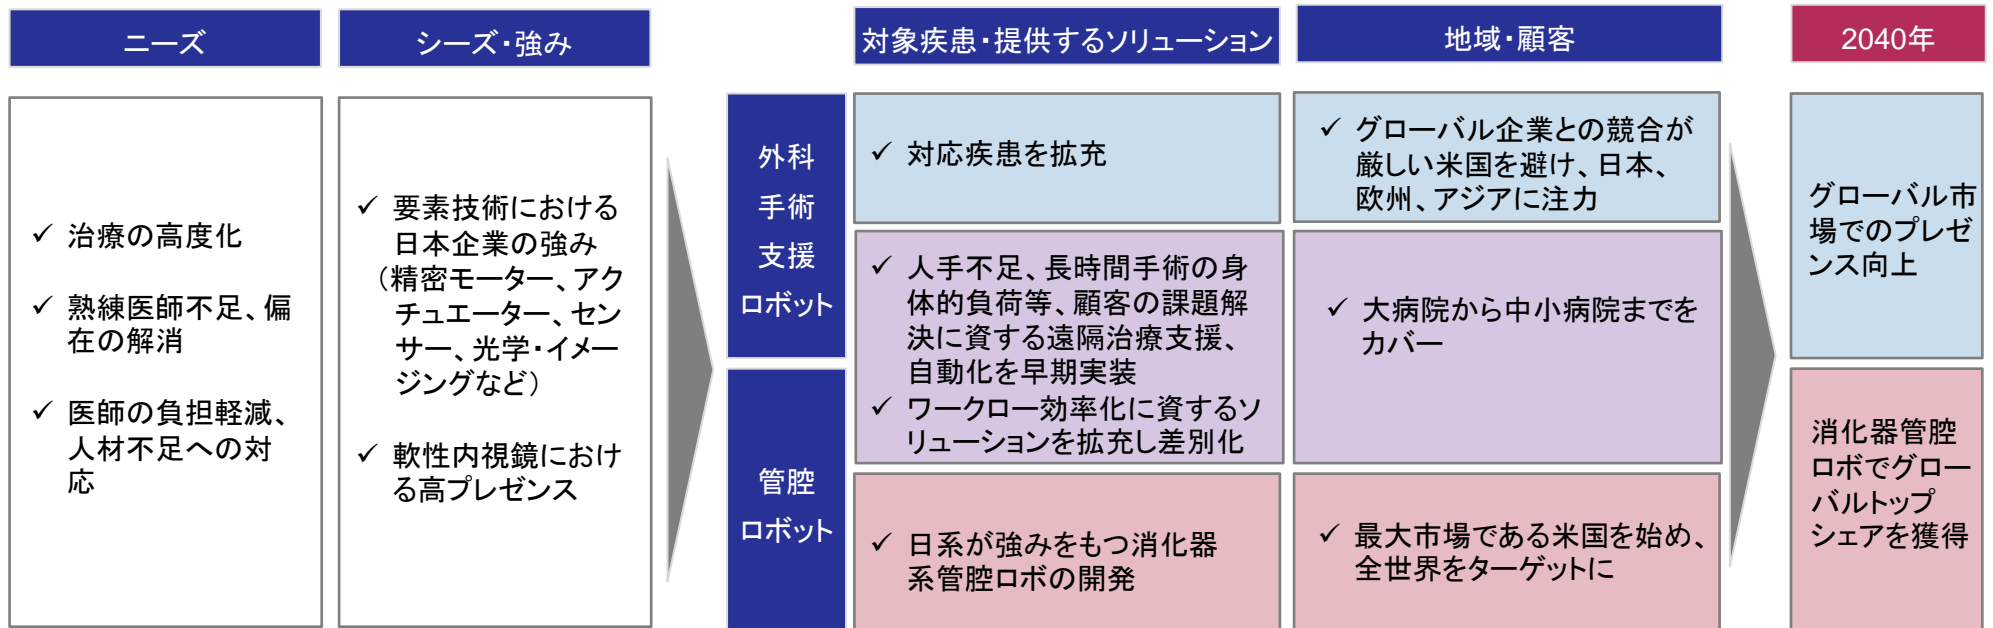 ニーズ
シーズ・強み
対象疾患・提供するソリューション
地域・顧客
2040年
✓ 治療の高度化
✓ 熟練医師不足、偏
在の解消
✓ 医師の負担軽減、
人材不足への対
応
✓ 要素技術における
日本企業の強み
（精密モーター、アク
チュエーター、セン
サー、光学・イメー
ジングなど）
✓ 軟性内視鏡におけ
る高プレゼンス
外科
手術
支援
ロボット
管腔
ロボット
✓ 対応疾患を拡充
✓ グローバル企業との競合が
厳しい米国を避け、日本、
欧州、アジアに注力
✓ 人手不足、長時間手術の身
体的負荷等、顧客の課題解
決に資する遠隔治療支援、
自動化を早期実装
✓ ワークロー効率化に資するソ
リューションを拡充し差別化
✓ 大病院から中小病院までを
カバー
✓ 日系が強みをもつ消化器
系管腔ロボの開発
✓ 最大市場である米国を始め、
全世界をターゲットに
グローバル市
場でのプレゼ
ンス向上
消化器管腔
ロボでグロー
バルトップ
シェアを獲得